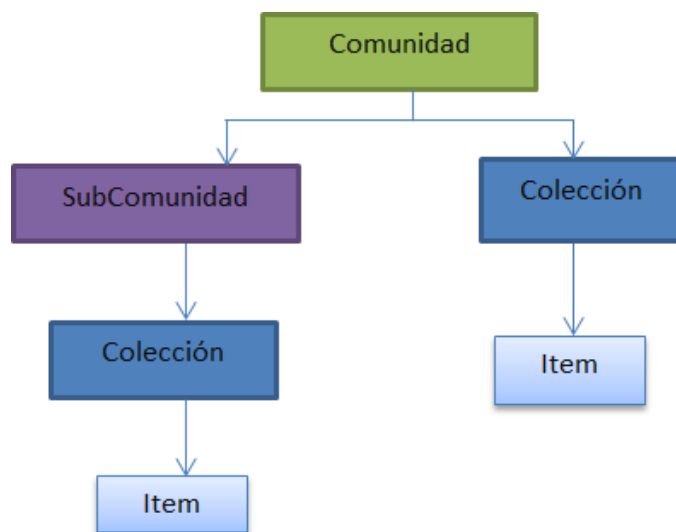 Comunidad
SubComunidad
Colección
Colección
Item
Item